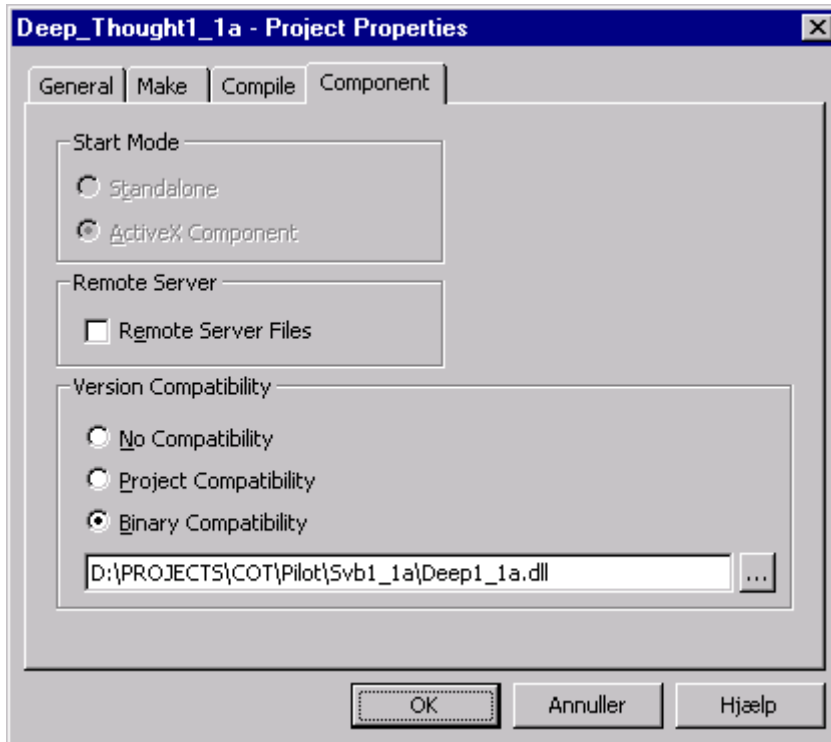 Deep_Thought1_1a - Project Properties
General Make Compile Component
Start Mode
Standalone
ActiveX Component
Remote Server
Remote Server Files
Version Compatibility
No Compatibility
Project Compatibility
Binary Compatibility
D:\PROJECTS\COT\Pilot\Svb1_1a\Deep1_1a.dll ...
OK Annuller Hjælp